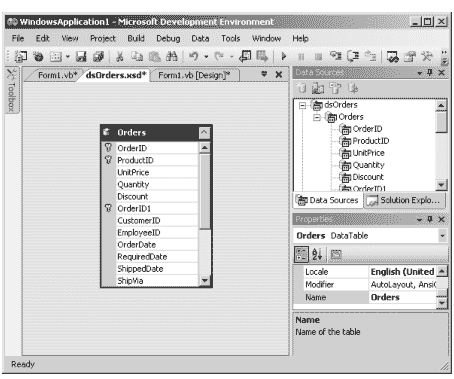 WindowsApplication1 - Microsoft Development Environment
File Edit View Project Build Debug Data Tools Window Help
Toolbox
Form1.vb* dsOrders.xsd* Form1.vb [Design]*
Orders
OrderID
ProductID
UnitPrice
Quantity
Discount
OrderID1
CustomerID
EmployeeID
OrderDate
RequiredDate
ShippedDate
ShipVia
Data Sources
dsOrders
Orders
OrderID
ProductID
UnitPrice
Quantity
Discount
OrderID1
Data Sources Solution Explo...
Properties
Orders DataTable
Locale English (United
Modifier AutoLayout, AnsiC
Name Orders
Name
Name of the table
Ready